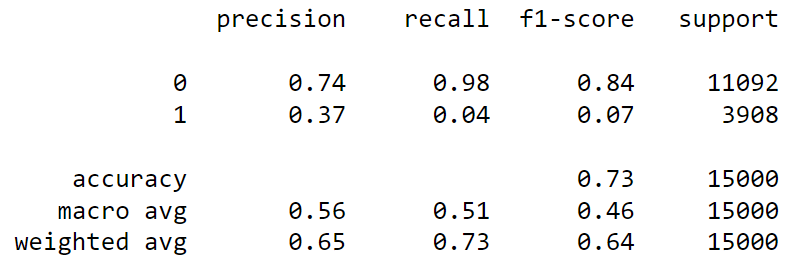 precision recall f1-score support
0 0.74 0.98 0.84 11092
1 0.37 0.04 0.07 3908
accuracy 0.73 15000
macro avg 0.56 0.51 0.46 15000
weighted avg 0.65 0.73 0.64 15000